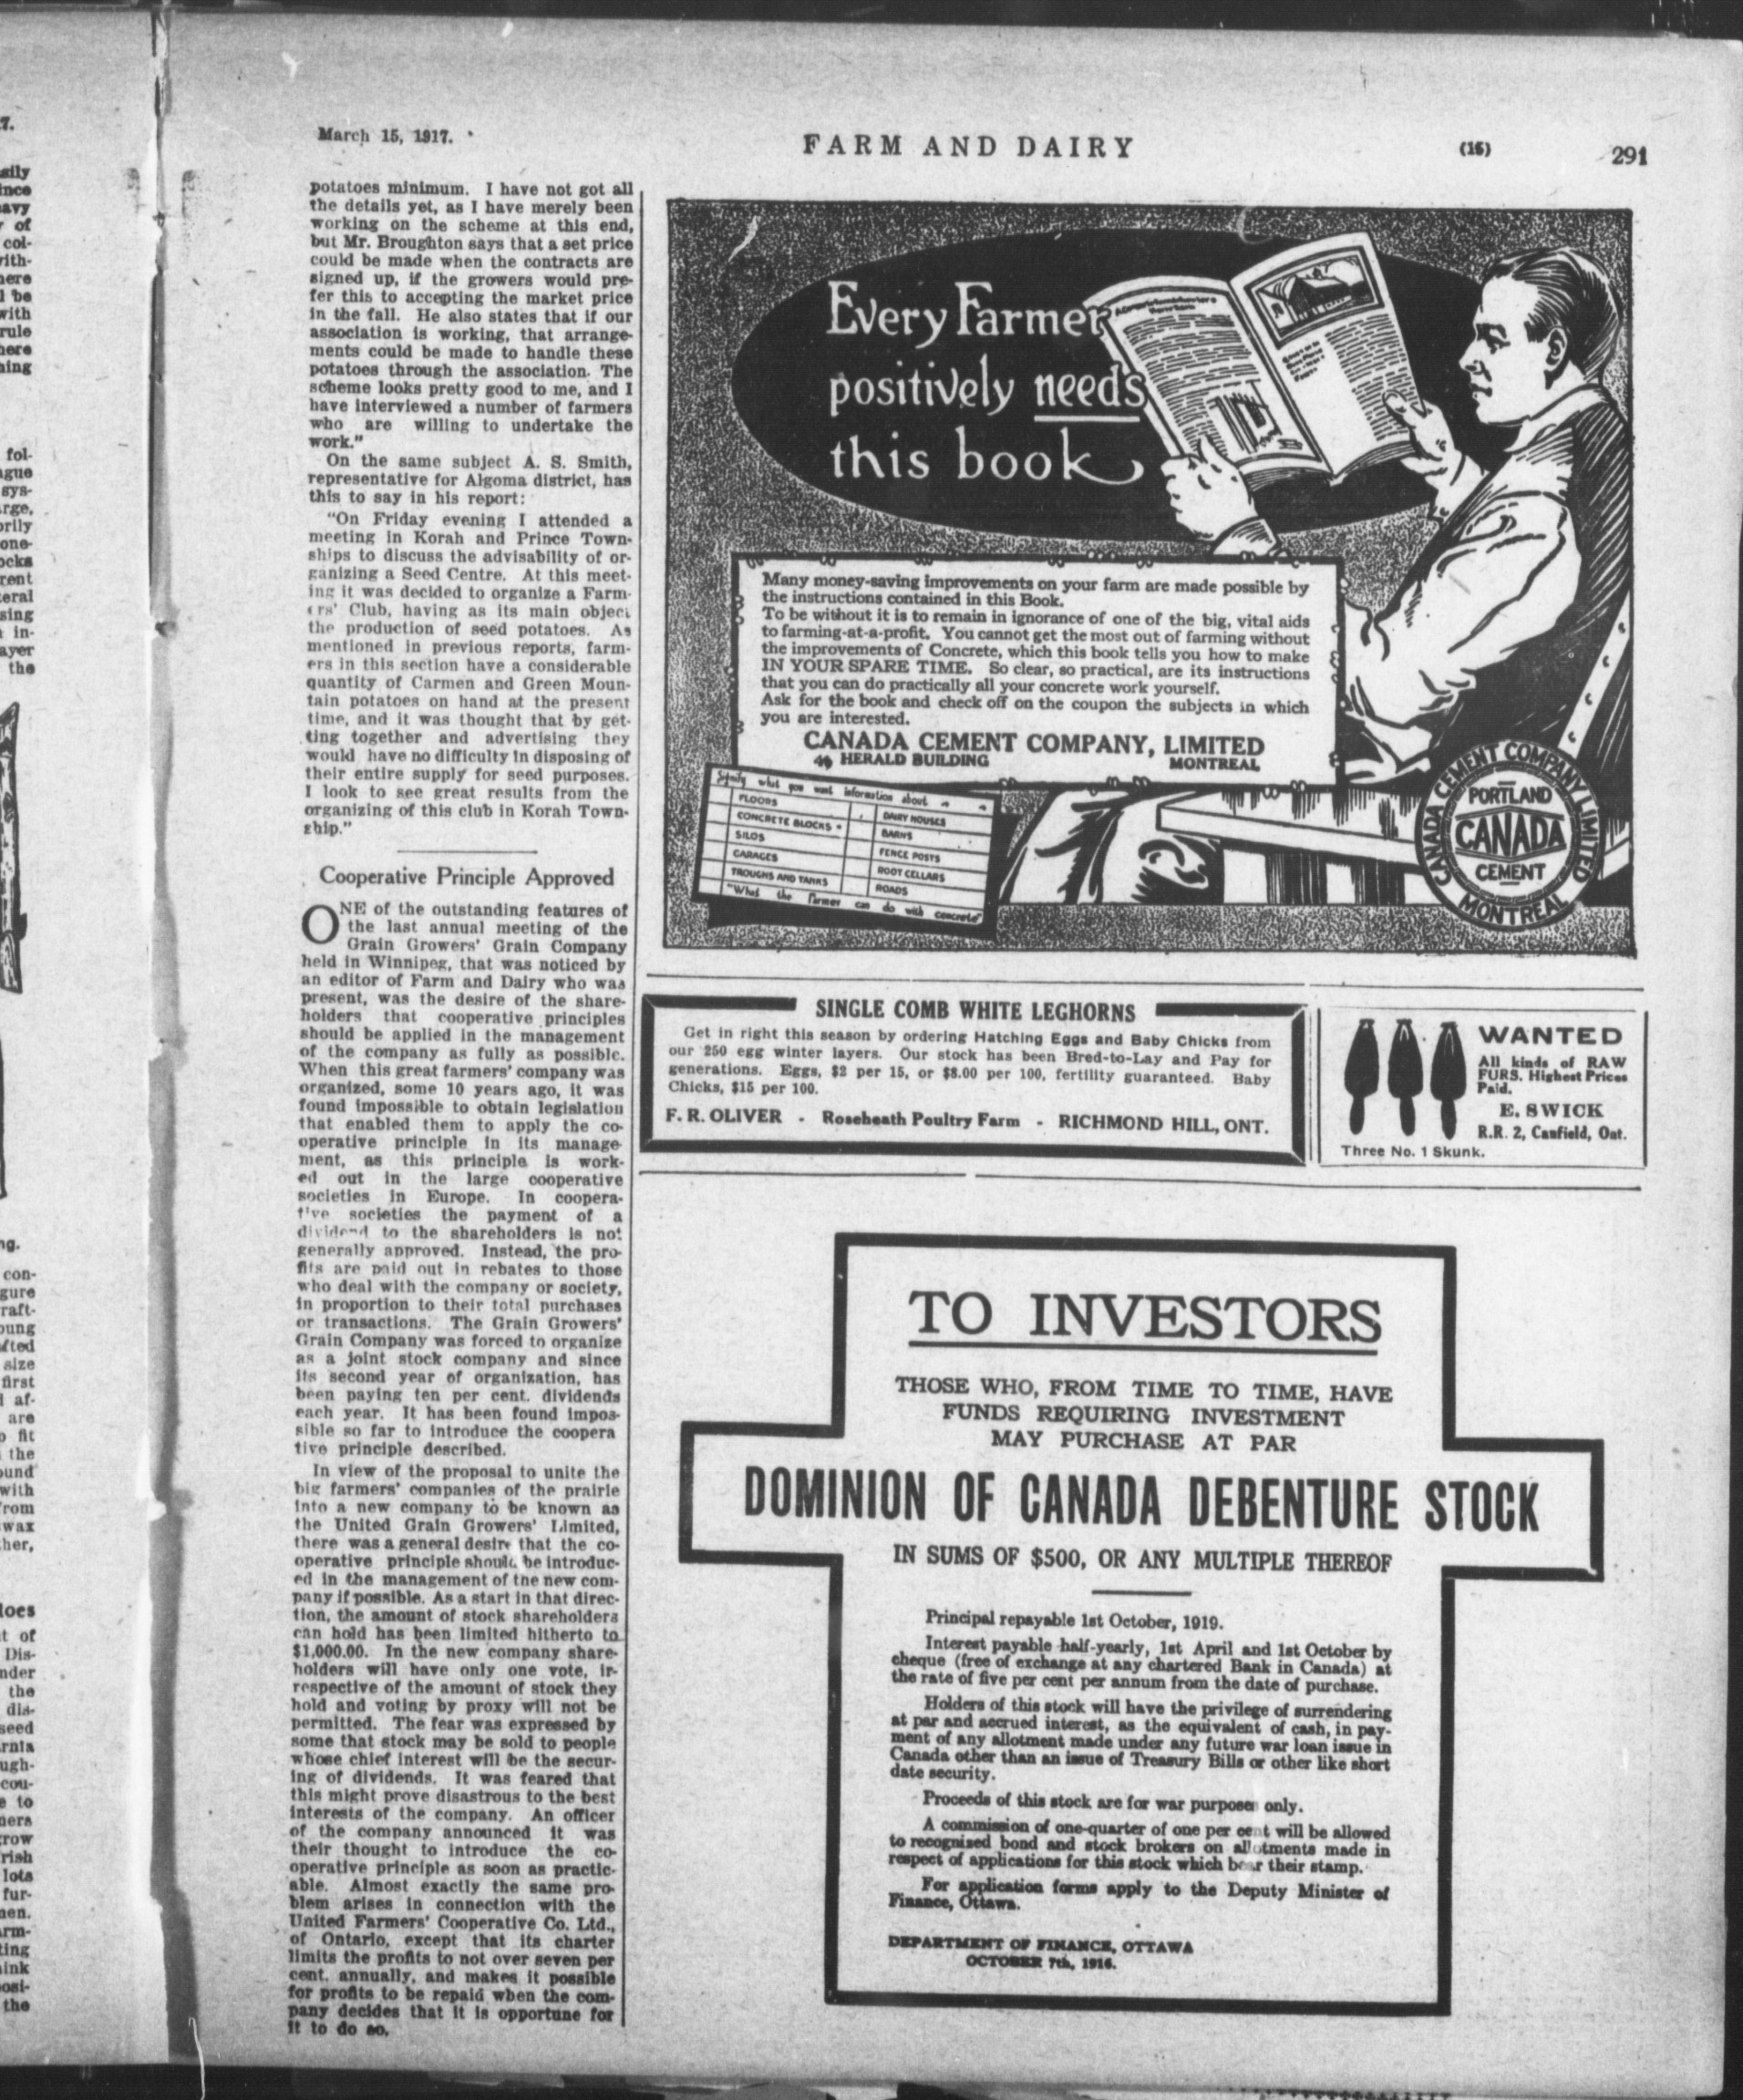 7.
March 15, 1917.
FARM AND DAIRY
(15)
291
ince
avy
of
col-
with-
here
be
with
rule
here
fol-
ague
sys-
one-
rent
eral
in-
ayer
the
potatoes minimum. I have not got all
the details yet, as I have merely been
working on the scheme at this end,
but Mr. Broughton says that a set price
could be made when the contracts are
signed up, if the growers would pre-
fer this to accepting the market price
in the fall. He also states that if our
association is working, that arrange-
ments could be made to handle these
potatoes through the association. The
scheme looks pretty good to me, and I
have interviewed a number of farmers
who are willing to undertake the
work."
On the same subject A. S. Smith,
representative for Algoma district, has
this to say in his report:
"On Friday evening I attended a
meeting in Korah and Prince Town-
ships to discuss the advisability of or-
ganizing a Seed Centre. At this meet-
ing it was decided to organize a Farm-
ers' Club, having as its main object
the production of seed potatoes. As
mentioned in previous reports, farm-
ers in this section have a considerable
quantity of Carmen and Green Moun-
tain potatoes on hand at the present
time, and it was thought that by get-
ting together and advertising they
would have no difficulty in disposing of
their entire supply for seed purposes.
I look to see great results from the
organizing of this club in Korah Town-
ship."
Cooperative Principle Approved
ONE of the outstanding features of
the last annual meeting of the
Grain Growers' Grain Company
held in Winnipeg, that was noticed by
an editor of Farm and Dairy who was
present, was the desire of the share-
holders that cooperative principles
should be applied in the management
of the company as fully as possible.
When this great farmers' company was
organized, some 10 years ago, it was
found impossible to obtain legislation
that enabled them to apply the co-
operative principle in its manage-
ment, as this principle is work-
ed out in the large cooperative
societies in Europe. In coopera-
tive societies the payment of a
dividend to the shareholders is not
generally approved. Instead, the pro-
fits are paid out in rebates to those
who deal with the company or society,
in proportion to their total purchases
or transactions. The Grain Growers'
Grain Company was forced to organize
as a joint stock company and since
its second year of organization, has
been paying ten per cent. dividends
each year. It has been found impos-
sible so far to introduce the coopera
tive principle described.
In view of the proposal to unite the
big farmers' companies of the prairie
into a new company to be known as
the United Grain Growers' Limited,
there was a general desire that the co-
operative principle should be introduc-
ed in the management of the new com-
pany if possible. As a start in that direc-
tion, the amount of stock shareholders
can hold has been limited hitherto to
$1,000.00. In the new company share-
holders will have only one vote, ir-
respective of the amount of stock they
hold and voting by proxy will not be
permitted. The fear was expressed by
some that stock may be sold to people
whose chief interest will be the secur-
ing of dividends. It was feared that
this might prove disastrous to the best
interests of the company. An officer
of the company announced it was
their thought to introduce the co-
operative principle as soon as practic-
able. Almost exactly the same pro-
blem arises in connection with the
United Farmers' Cooperative Co. Ltd.,
of Ontario, except that its charter
limits the profits to not over seven per
cent. annually, and makes it possible
for profits to be repaid when the com-
pany decides that it is opportune for
it to do so.
Every Farmer
positively needs
this book
Many money-saving improvements on your farm are made possible by
the instructions contained in this Book.
To be without it is to remain in ignorance of one of the big, vital aids
to farming-at-a-profit. You cannot get the most out of farming without
the improvements of Concrete, which this book tells you how to make
IN YOUR SPARE TIME. So clear, so practical, are its instructions
that you can do practically all your concrete work yourself.
Ask for the book and check off on the coupon the subjects in which
you are interested.
CANADA CEMENT COMPANY, LIMITED
HERALD BUILDING MONTREAL
Signify what you want information about
FLOORS DAIRY HOUSES
CONCRETE BLOCKS BARNS
SILOS FENCE POSTS
GARAGES ROOT CELLARS
TROUGHS AND TANKS ROADS
"What the farmer can do with concrete"
CANADA CEMENT COMPANY LIMITED
PORTLAND
CANADA
CEMENT
MONTREAL
SINGLE COMB WHITE LEGHORNS
Get in right this season by ordering Hatching Eggs and Baby Chicks from
our 250 egg winter layers. Our stock has been Bred-to-Lay and Pay for
generations. Eggs, $2 per 15, or $8.00 per 100, fertility guaranteed. Baby
Chicks, $15 per 100.
F. R. OLIVER - Roseheath Poultry Farm - RICHMOND HILL, ONT.
WANTED
All kinds of RAW
FURS. Highest Prices
Paid.
E. SWICK
R.R. 2, Canfield, Ont.
Three No. 1 Skunk.
TO INVESTORS
THOSE WHO, FROM TIME TO TIME, HAVE
FUNDS REQUIRING INVESTMENT
MAY PURCHASE AT PAR
DOMINION OF CANADA DEBENTURE STOCK
IN SUMS OF $500, OR ANY MULTIPLE THEREOF
Principal repayable 1st October, 1919.
Interest payable half-yearly, 1st April and 1st October by
cheque (free of exchange at any chartered Bank in Canada) at
the rate of five per cent per annum from the date of purchase.
Holders of this stock will have the privilege of surrendering
at par and accrued interest, as the equivalent of cash, in pay-
ment of any allotment made under any future war loan issue in
Canada other than an issue of Treasury Bills or other like short
date security.
Proceeds of this stock are for war purposes only.
A commission of one-quarter of one per cent will be allowed
to recognized bond and stock brokers on allotments made in
respect of applications for this stock which bear their stamp.
For application forms apply to the Deputy Minister of
Finance, Ottawa.
DEPARTMENT OF FINANCE, OTTAWA
OCTOBER 7th, 1916.